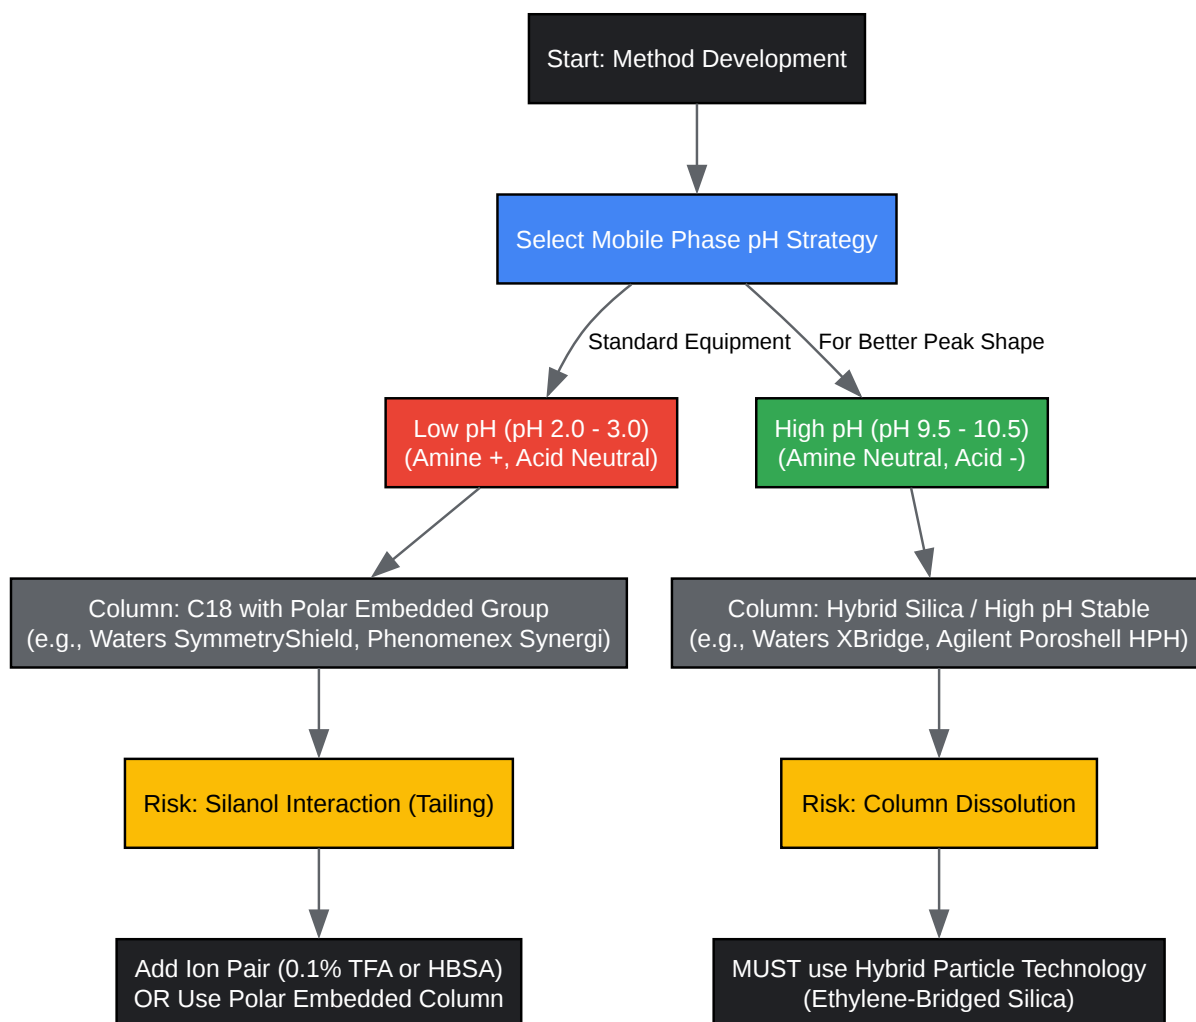 Start: Method Development
Select Mobile Phase pH Strategy
Standard Equipment
For Better Peak Shape
Low pH (pH 2.0 - 3.0)
(Amine +, Acid Neutral)
High pH (pH 9.5 - 10.5)
(Amine Neutral, Acid -)
Column: C18 with Polar Embedded Group
(e.g., Waters SymmetryShield, Phenomenex Synergi)
Column: Hybrid Silica / High pH Stable
(e.g., Waters XBridge, Agilent Poroshell HPH)
Risk: Silanol Interaction (Tailing)
Risk: Column Dissolution
Add Ion Pair (0.1% TFA or HBSA)
OR Use Polar Embedded Column
MUST use Hybrid Particle Technology
(Ethylene-Bridged Silica)